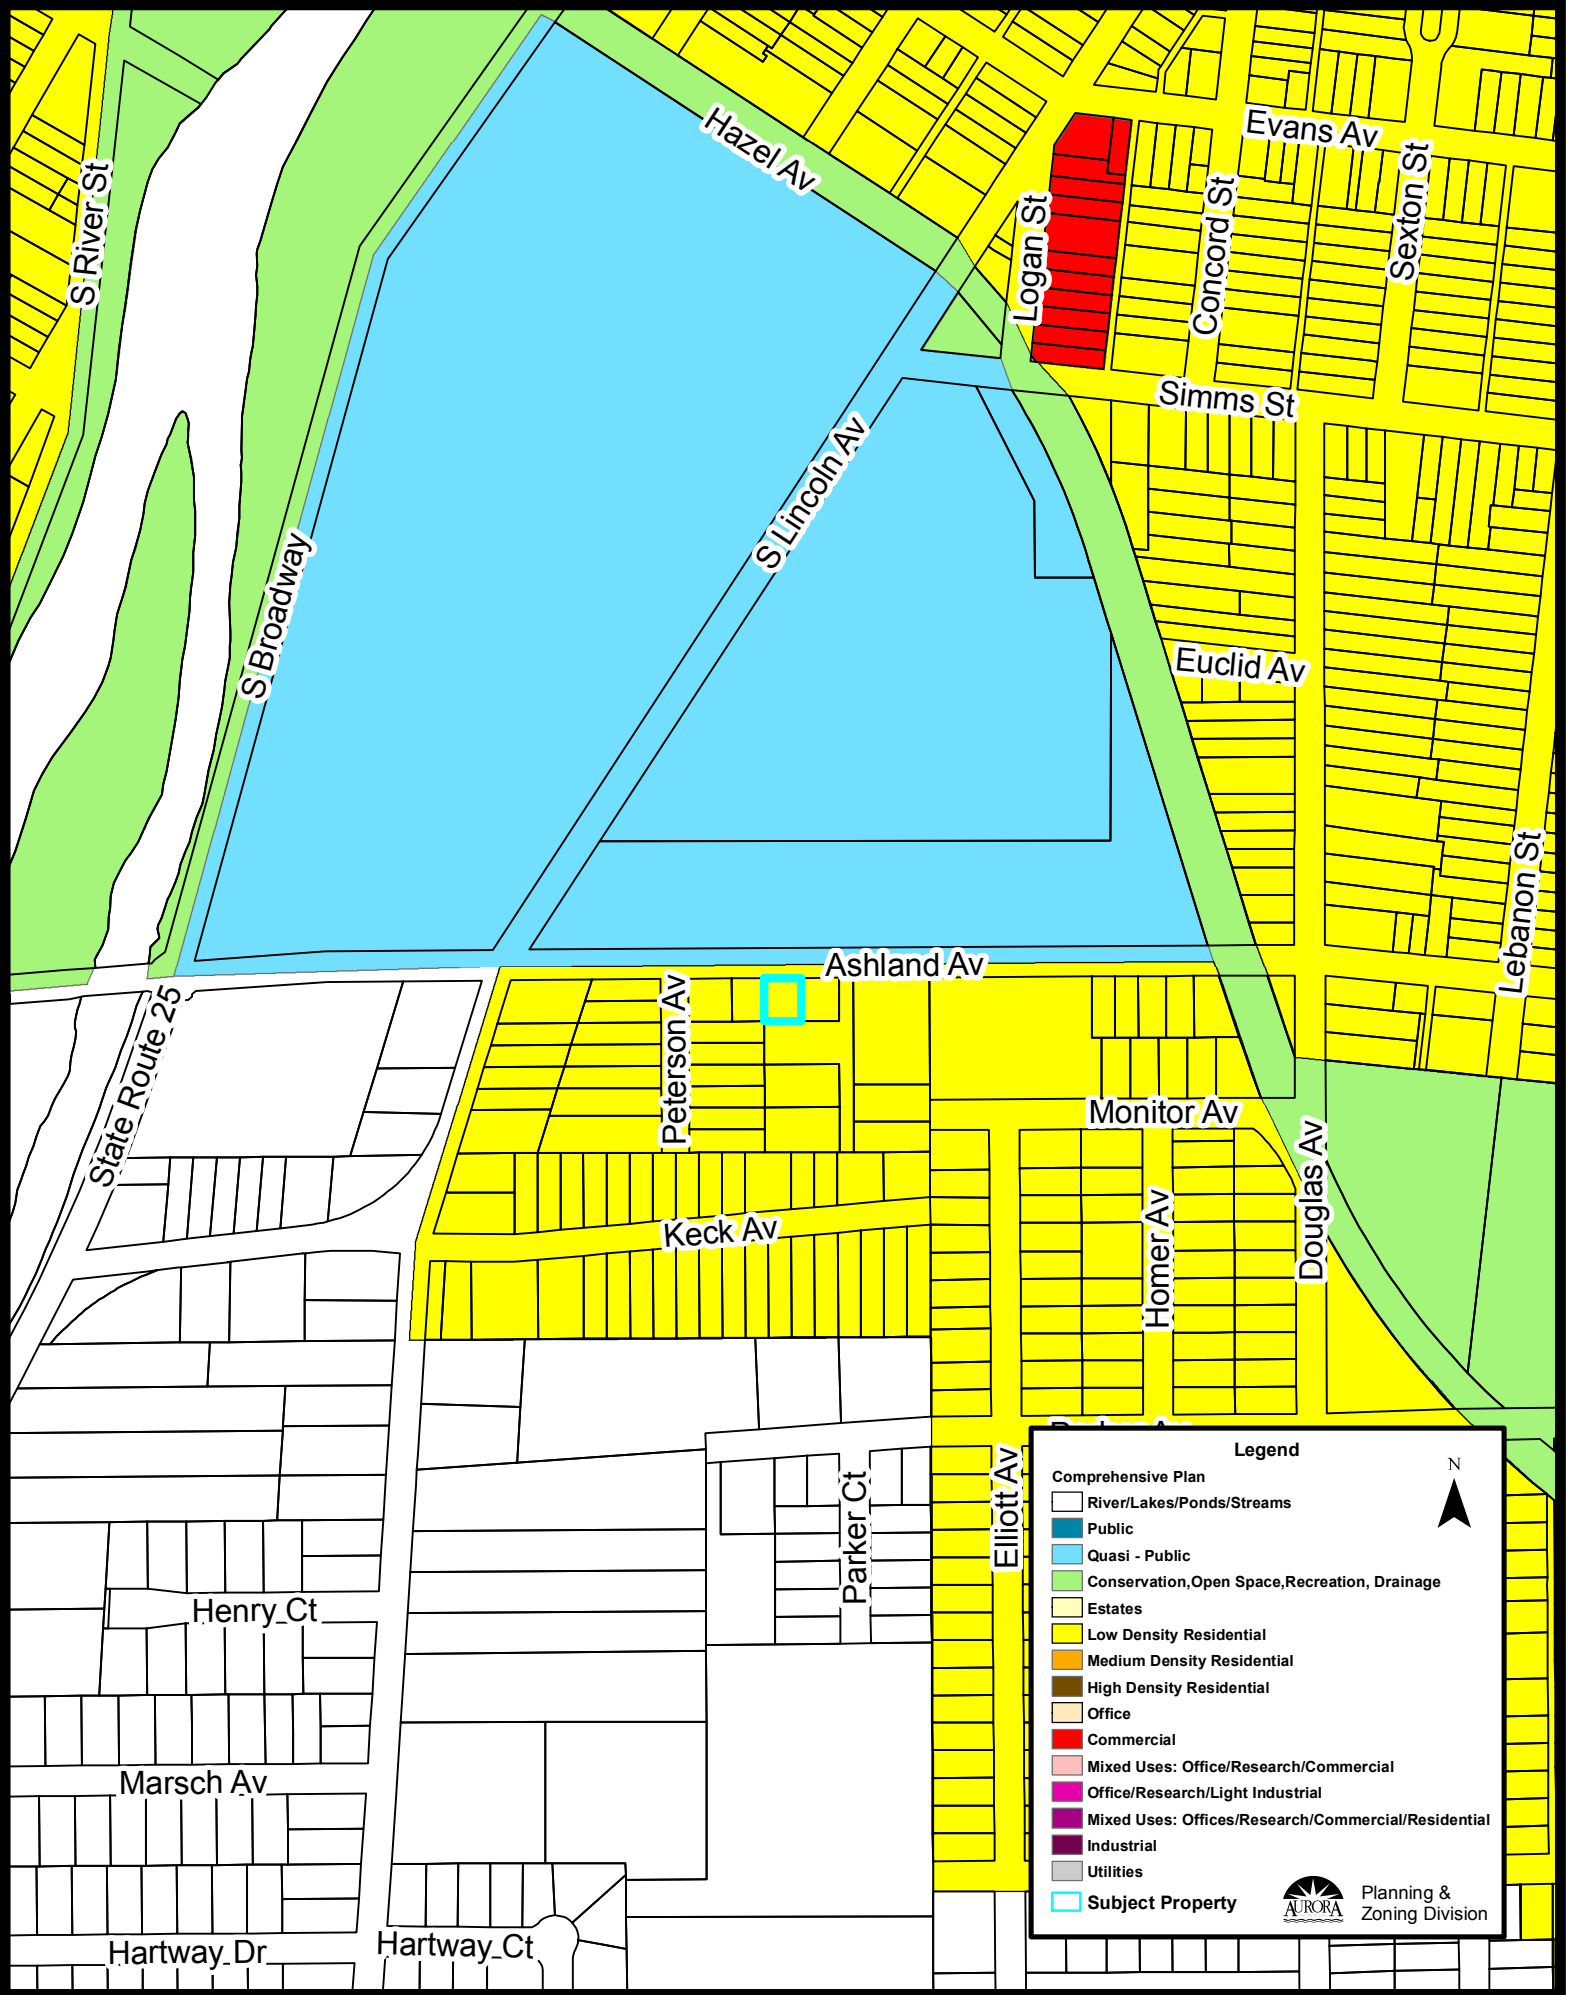 Hazel Av
Evans Av
S River St
Logan St
Concord St
Sexton St
Simms St
S Lincoln Av
S Broadway
Euclid Av
Lebanon St
Ashland Av
Peterson Av
State Route 25
Monitor Av
Douglas Av
Keck Av
Homer Av
Elliott Av
Parker Ct
Henry Ct
Marsch Av
Hartway Dr
Hartway Ct
Legend
N
Comprehensive Plan
River/Lakes/Ponds/Streams
Public
Quasi - Public
Conservation,Open Space,Recreation, Drainage
Estates
Low Density Residential
Medium Density Residential
High Density Residential
Office
Commercial
Mixed Uses: Office/Research/Commercial
Office/Research/Light Industrial
Mixed Uses: Offices/Research/Commercial/Residential
Industrial
Utilities
Subject Property
AURORA
Planning &
Zoning Division